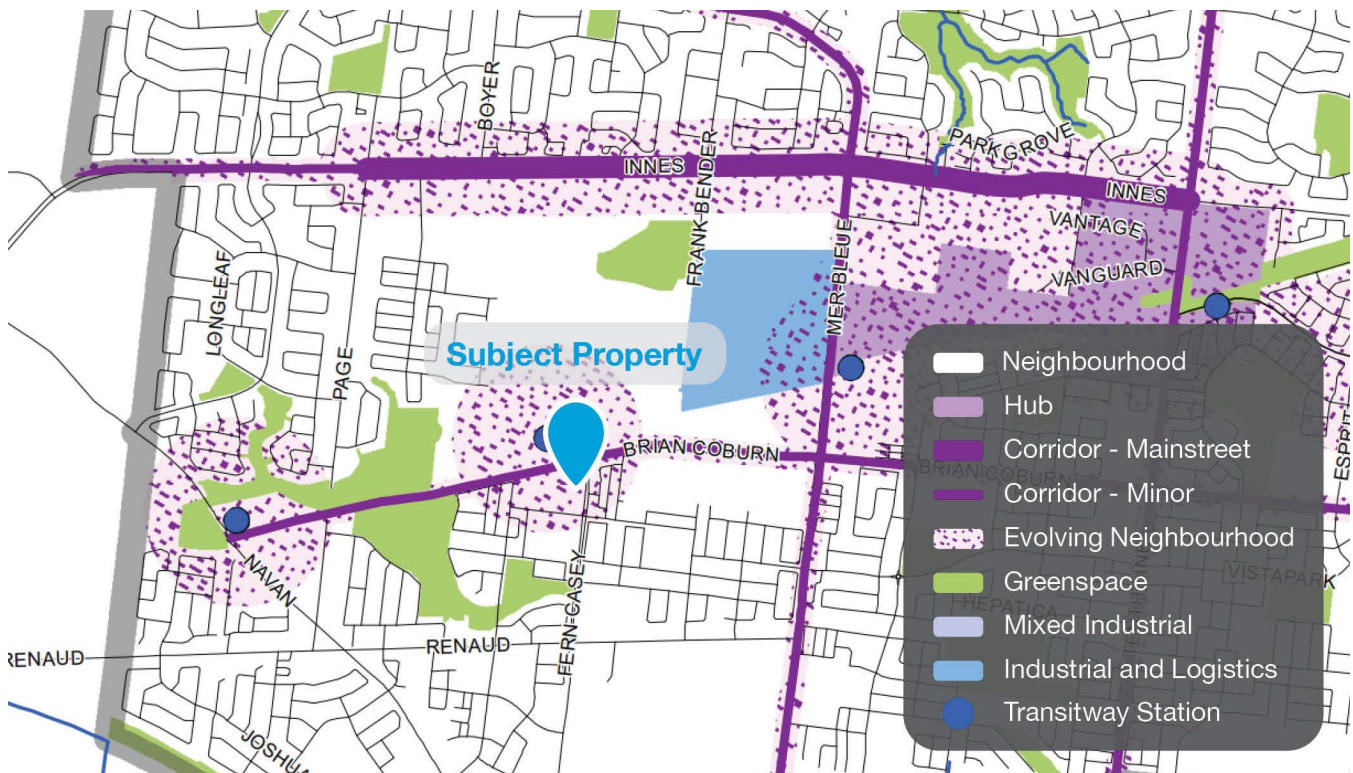 BOYER
PARKGROVE
INNES
FRANK-BENDER
INNES
VANTAGE
MER-BLEUE
VANGUARD
LONGLEAF
PAGE
Subject Property
BRIAN COBURN
BRIAN COBURN
NAVAN
FERN-CASEY
RENAUD
RENAUD
JOSHUA
VISTAPARK
HEPATICA
ESPRIT
Neighbourhood
Hub
Corridor - Mainstreet
Corridor - Minor
Evolving Neighbourhood
Greenspace
Mixed Industrial
Industrial and Logistics
Transitway Station